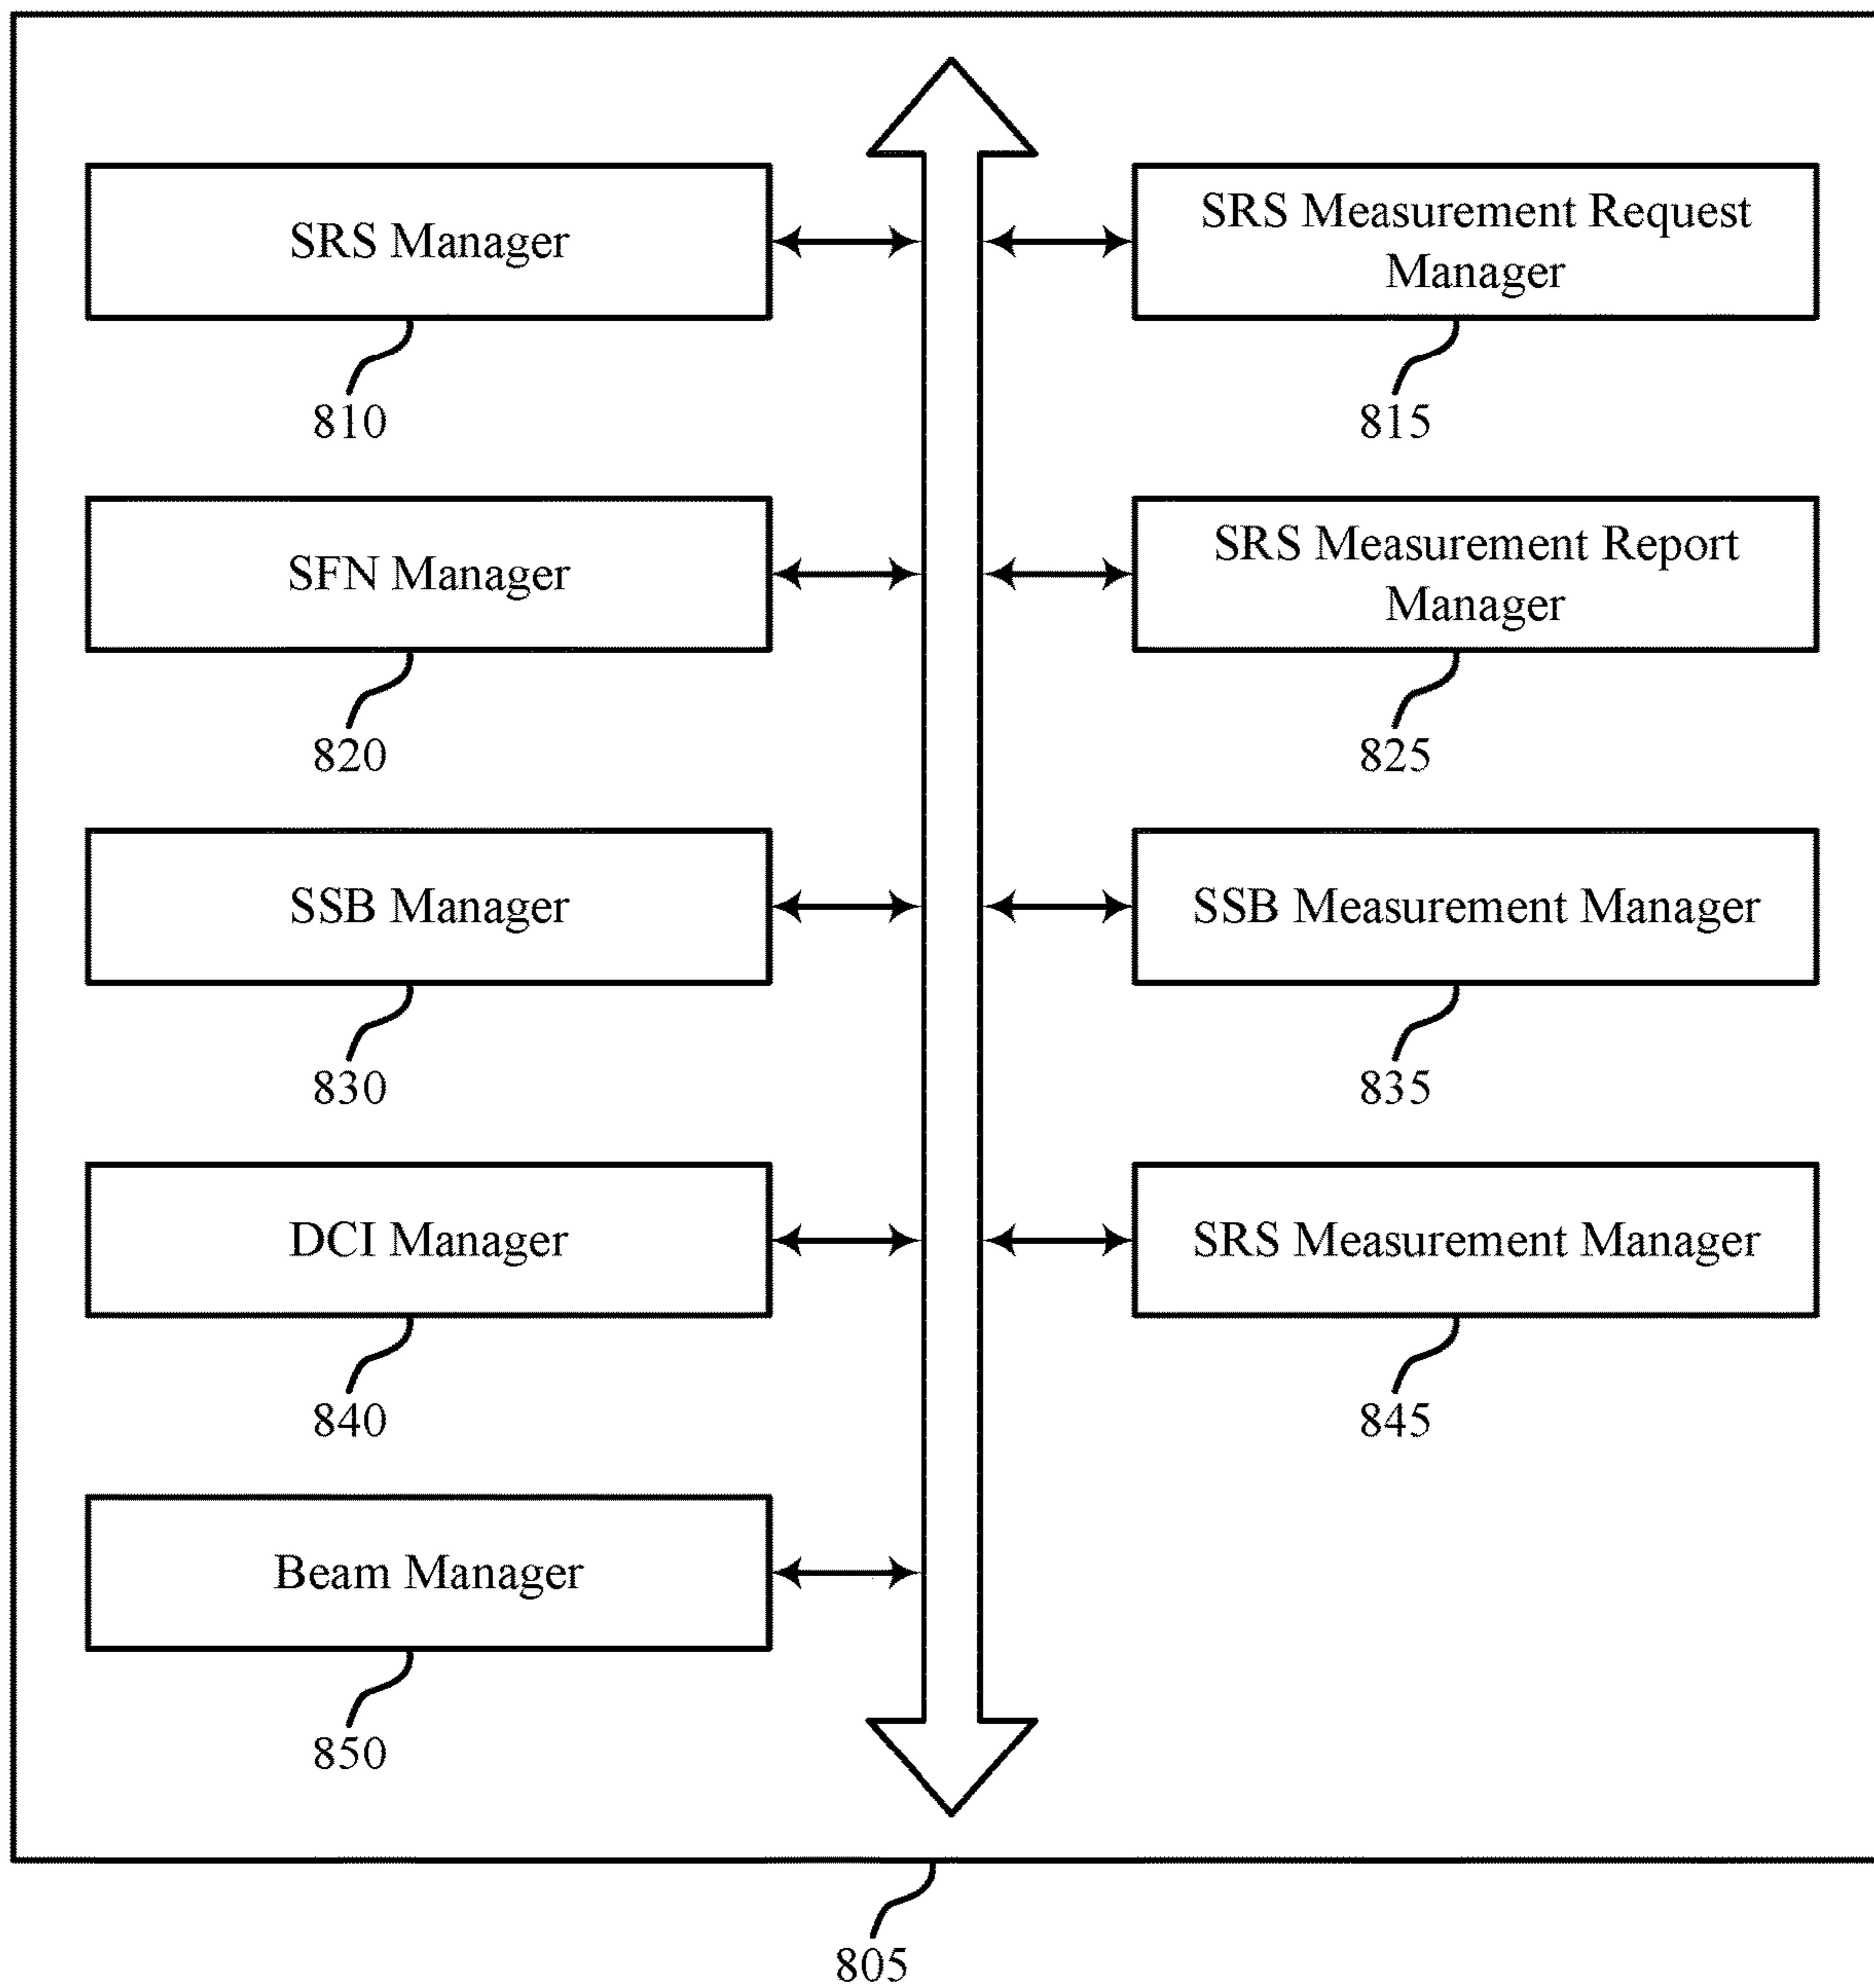 SRS Manager
SRS Measurement Request
Manager
810
815
SFN Manager
SRS Measurement Report
Manager
820
825
SSB Manager
SSB Measurement Manager
830
835
DCI Manager
SRS Measurement Manager
840
845
Beam Manager
850
805